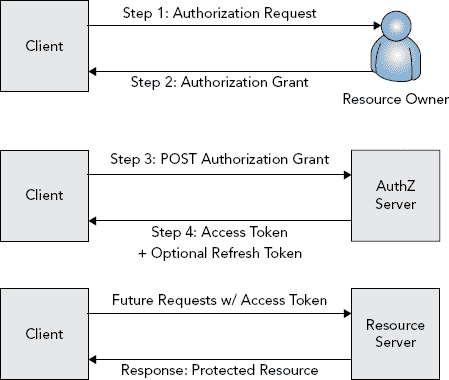 Step 1: Authorization Request
Client
Step 2: Authorization Grant
Resource Owner
Step 3: POST Authorization Grant
Client
AuthZ
Server
Step 4: Access Token
+ Optional Refresh Token
Future Requests w/ Access Token
Client
Resource
Server
Response: Protected Resource